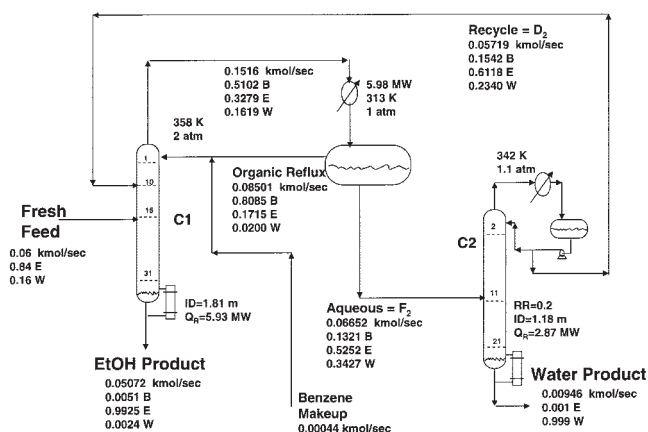 Recycle = D2
0.05719 kmol/sec
0.1542 B
0.6118 E
0.2340 W
0.1516 kmol/sec
0.5102 B
0.3279 E
0.1619 W
5.98 MW
313 K
1 atm
358 K
2 atm
1
10
15
31
C1
Organic Reflux
0.08501 kmol/sec
0.8085 B
0.1715 E
0.0200 W
342 K
1.1 atm
Fresh
Feed
0.06 kmol/sec
0.84 E
0.16 W
C2
2
11
21
ID=1.81 m
QR=5.93 MW
Aqueous = F2
0.06652 kmol/sec
0.1321 B
0.5252 E
0.3427 W
RR=0.2
ID=1.18 m
QR=2.87 MW
EtOH Product
0.05072 kmol/sec
0.0051 B
0.9925 E
0.0024 W
Benzene
Makeup
0.00044 kmol/sec
Water Product
0.00946 kmol/sec
0.001 E
0.999 W